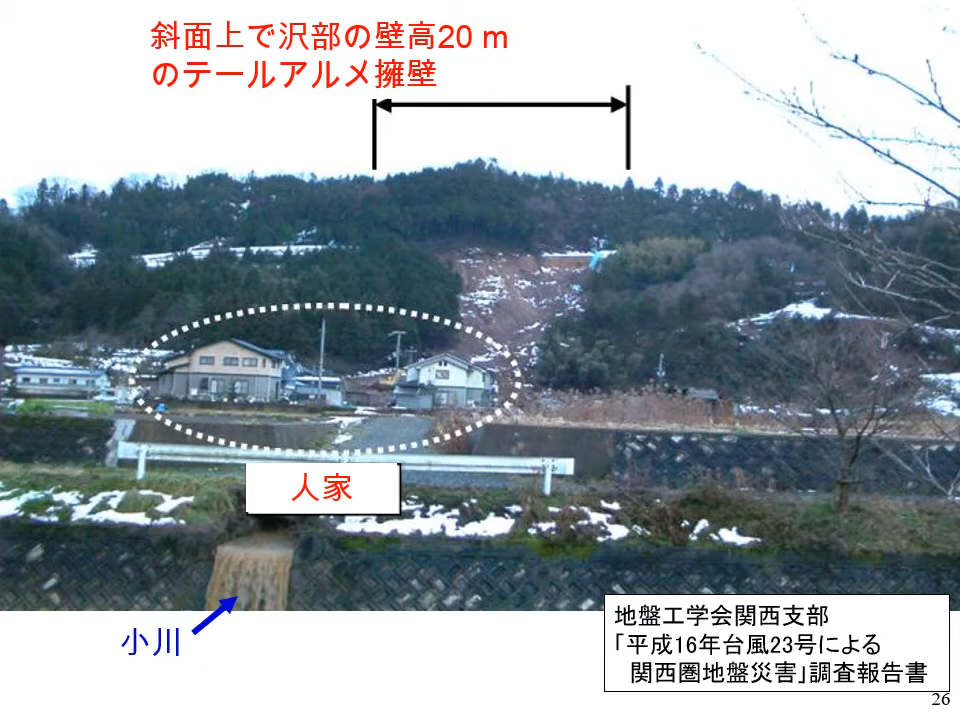 斜面上で沢部の壁高20 m
のテールアルメ擁壁
人家
小川
地盤工学会関西支部
｢平成16年台風23号による
関西圏地盤災害｣調査報告書
26